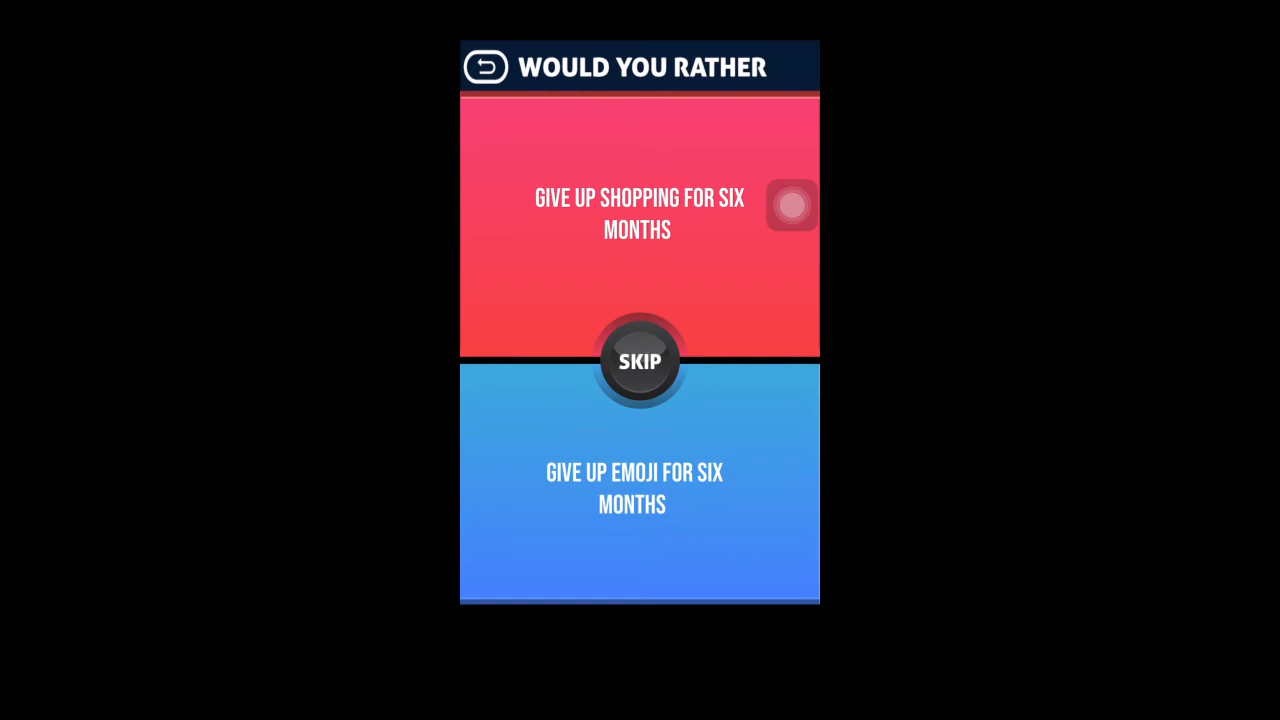 WOULD YOU RATHER
GIVE UP SHOPPING FOR SIX
MONTHS
SKIP
GIVE UP EMOJI FOR SIX
MONTHS